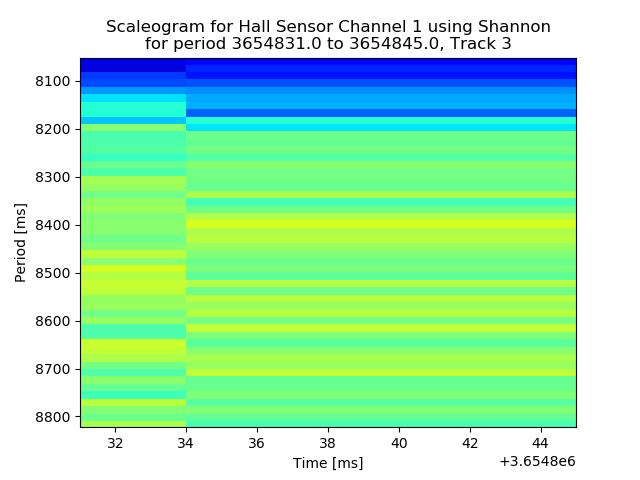 Scaleogram for Hall Sensor Channel 1 using Shannon
for period 3654831.0 to 3654845.0, Track 3
8100
8200
8300
8400
8500
8600
8700
8800
Period [ms]
32 34 36 38 40 42 44
Time [ms]
+3.6548e6